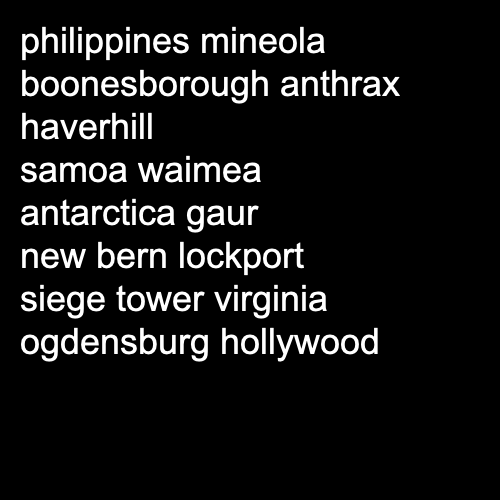 philippines mineola
boonesborough anthrax
haverhill
samoa waimea
antarctica gaur
new bern lockport
siege tower virginia
ogdensburg hollywood